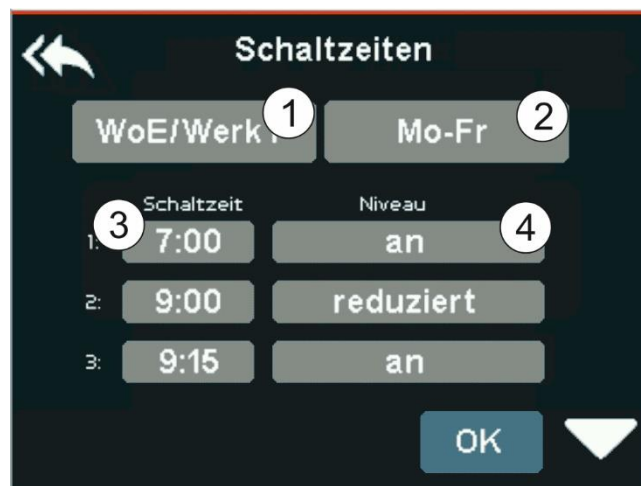 Schaltzeiten
WoE/Werk 1 2
Mo-Fr
Schaltzeit Niveau
1: 3 7:00 an 4
2: 9:00 reduziert
3: 9:15 an
OK